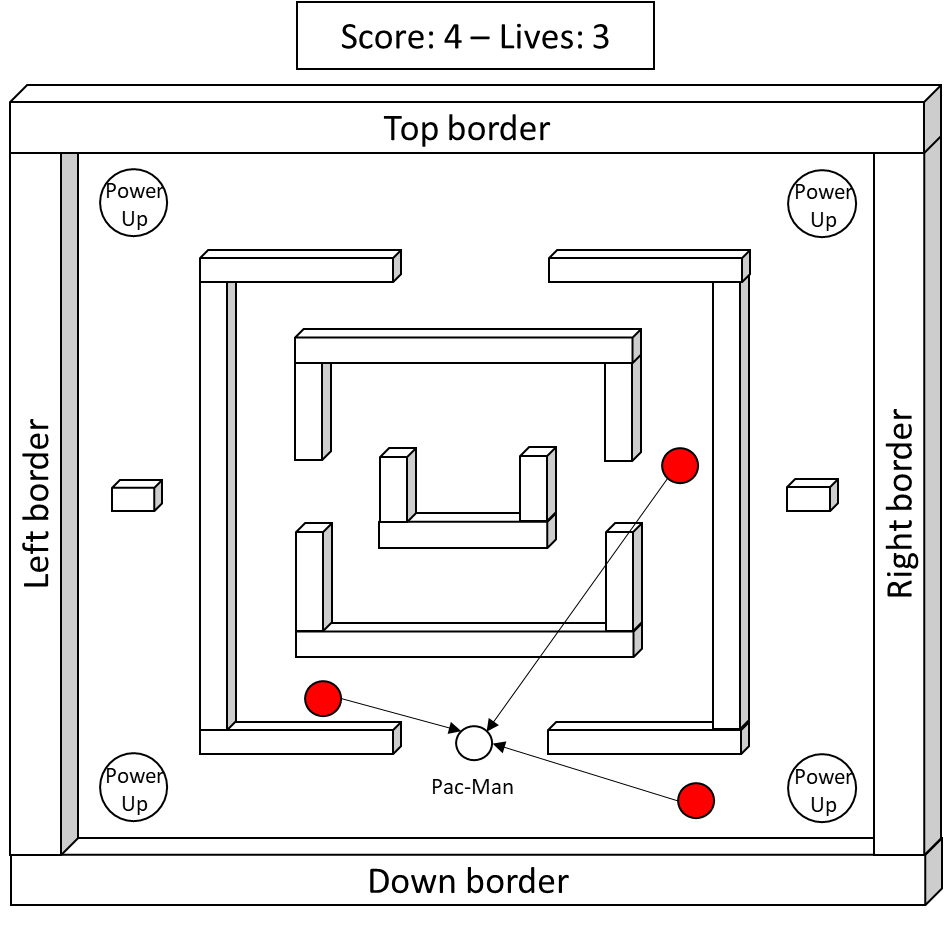 Score: 4 – Lives: 3
Top border
Power
Up
Power
Up
Left border
Right border
Power
Up
Pac-Man
Power
Up
Down border